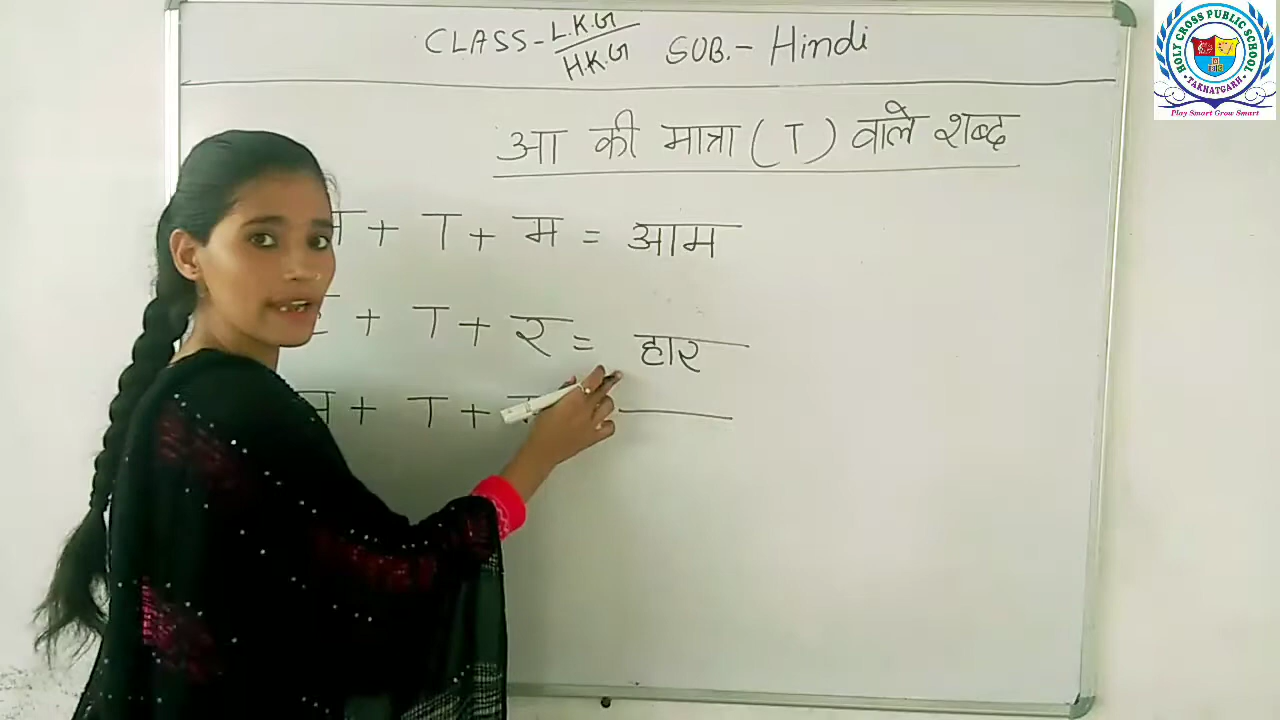 CLASS - L.K.G / H.K.G SUB. - Hindi
आ की मात्रा ( ा ) वाले शब्द
+ ा + म = आम
+ ा + र = हार
+ ा +
HOLY CROSS PUBLIC SCHOOL
TAKHATGARH
Play Smart Grow Smart